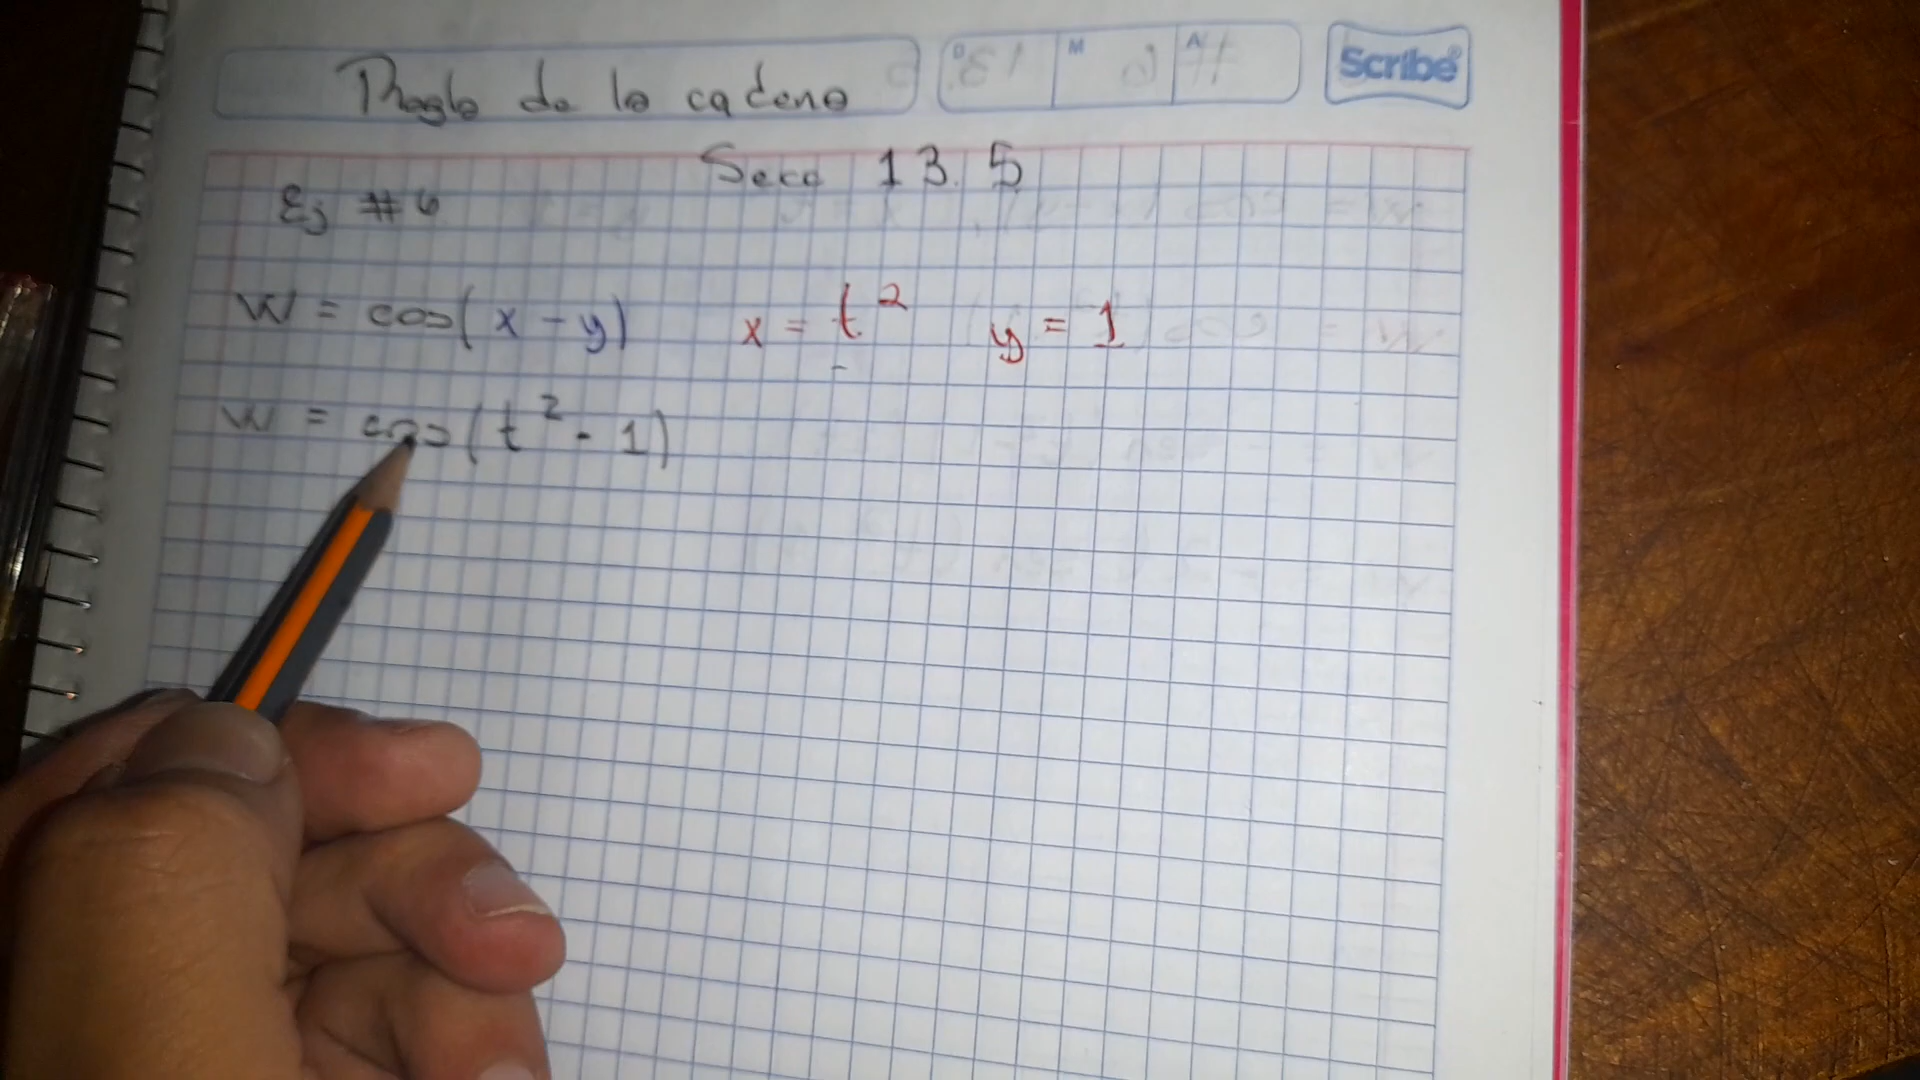 Regla de la cadena
D M A
Scribe®
Secc 13.5
Ej #6
w = cos(x - y) x = t² y = 1
w = cos(t² - 1)